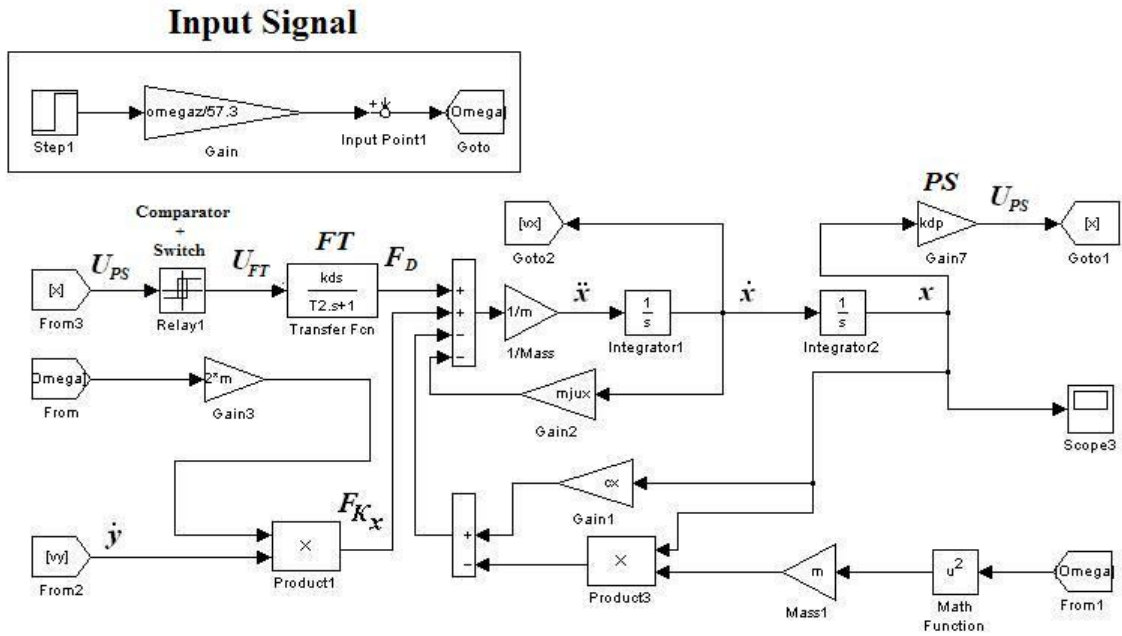 Input Signal
omegaz/57.3
[Omega]
Step1
Gain
Input Point1
Goto
Comparator
+
Switch
U_PS
U_FT
FT
F_D
PS
U_PS
[vx]
Goto2
kdp
Gain7
[x]
Goto1
[x]
From3
Relay1
kds
T2.s+1
Transfer Fcn
+
+
−
−
1/m
1/Mass
ẍ
1
s
Integrator1
ẋ
1
s
Integrator2
x
Omega]
From
2*m
Gain3
mjux
Gain2
Scope3
cx
Gain1
F_Kx
ẏ
[vy]
From2
×
Product1
+
−
×
Product3
m
Mass1
u²
Math
Function
[Omega]
From1